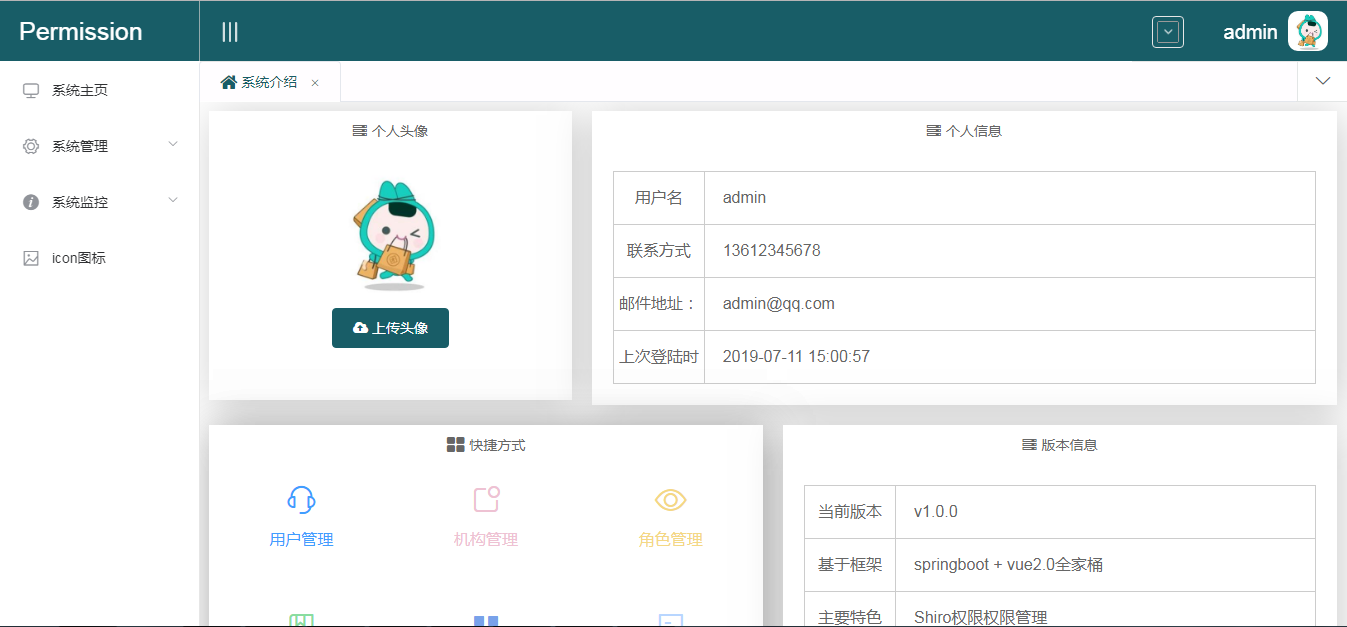 Permission
admin
系统主页
系统管理
系统监控
icon图标
系统介绍
个人头像
上传头像
个人信息
用户名 admin
联系方式 13612345678
邮件地址： admin@qq.com
上次登陆时 2019-07-11 15:00:57
快捷方式
用户管理 机构管理 角色管理
版本信息
当前版本 v1.0.0
基于框架 springboot + vue2.0全家桶
主要特色 Shiro权限权限管理